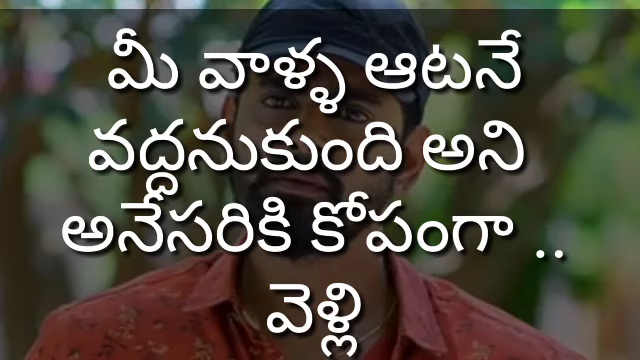 మీ వాళ్ళ ఆటనే
వద్దనుకుంది అని
అనేసరికి కోపంగా ..
వెళ్లి